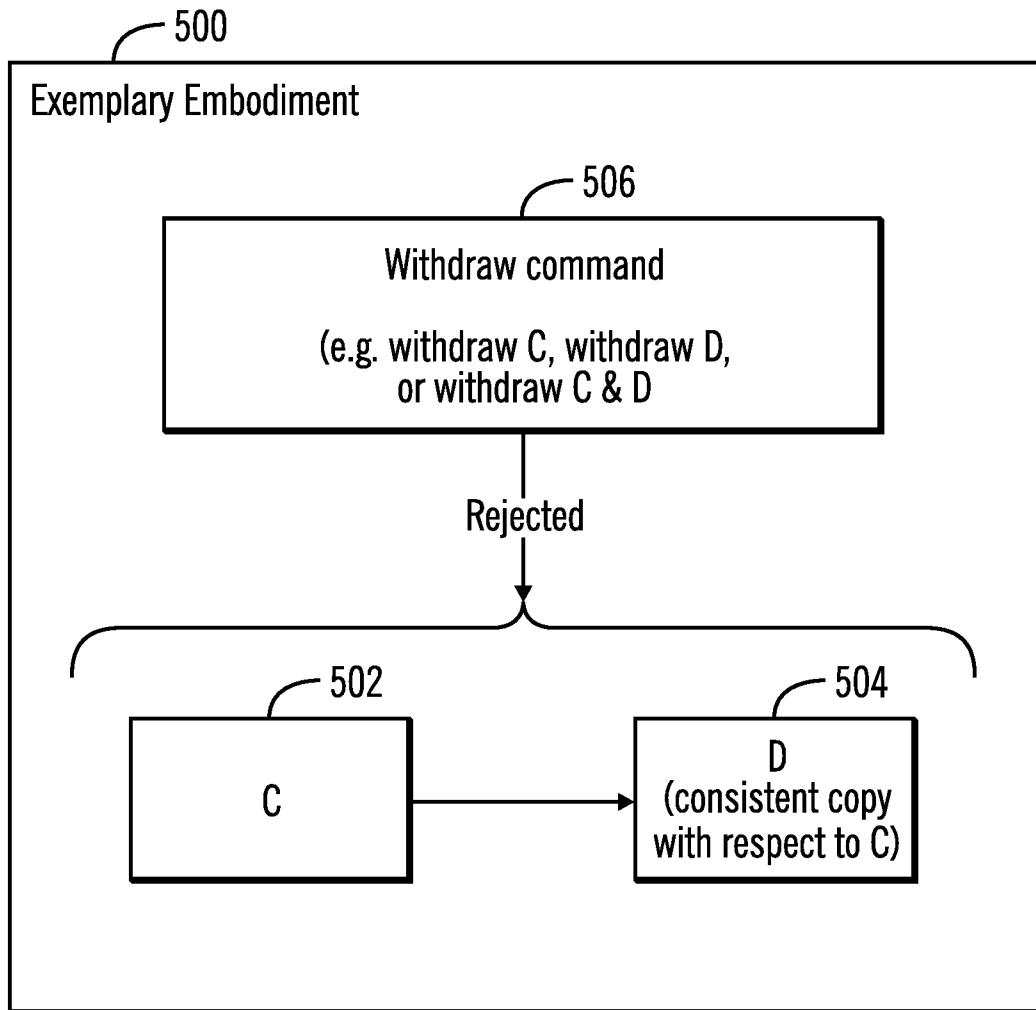 500
Exemplary Embodiment
506
Withdraw command
(e.g. withdraw C, withdraw D,
or withdraw C & D
Rejected
502
504
C
D
(consistent copy
with respect to C)